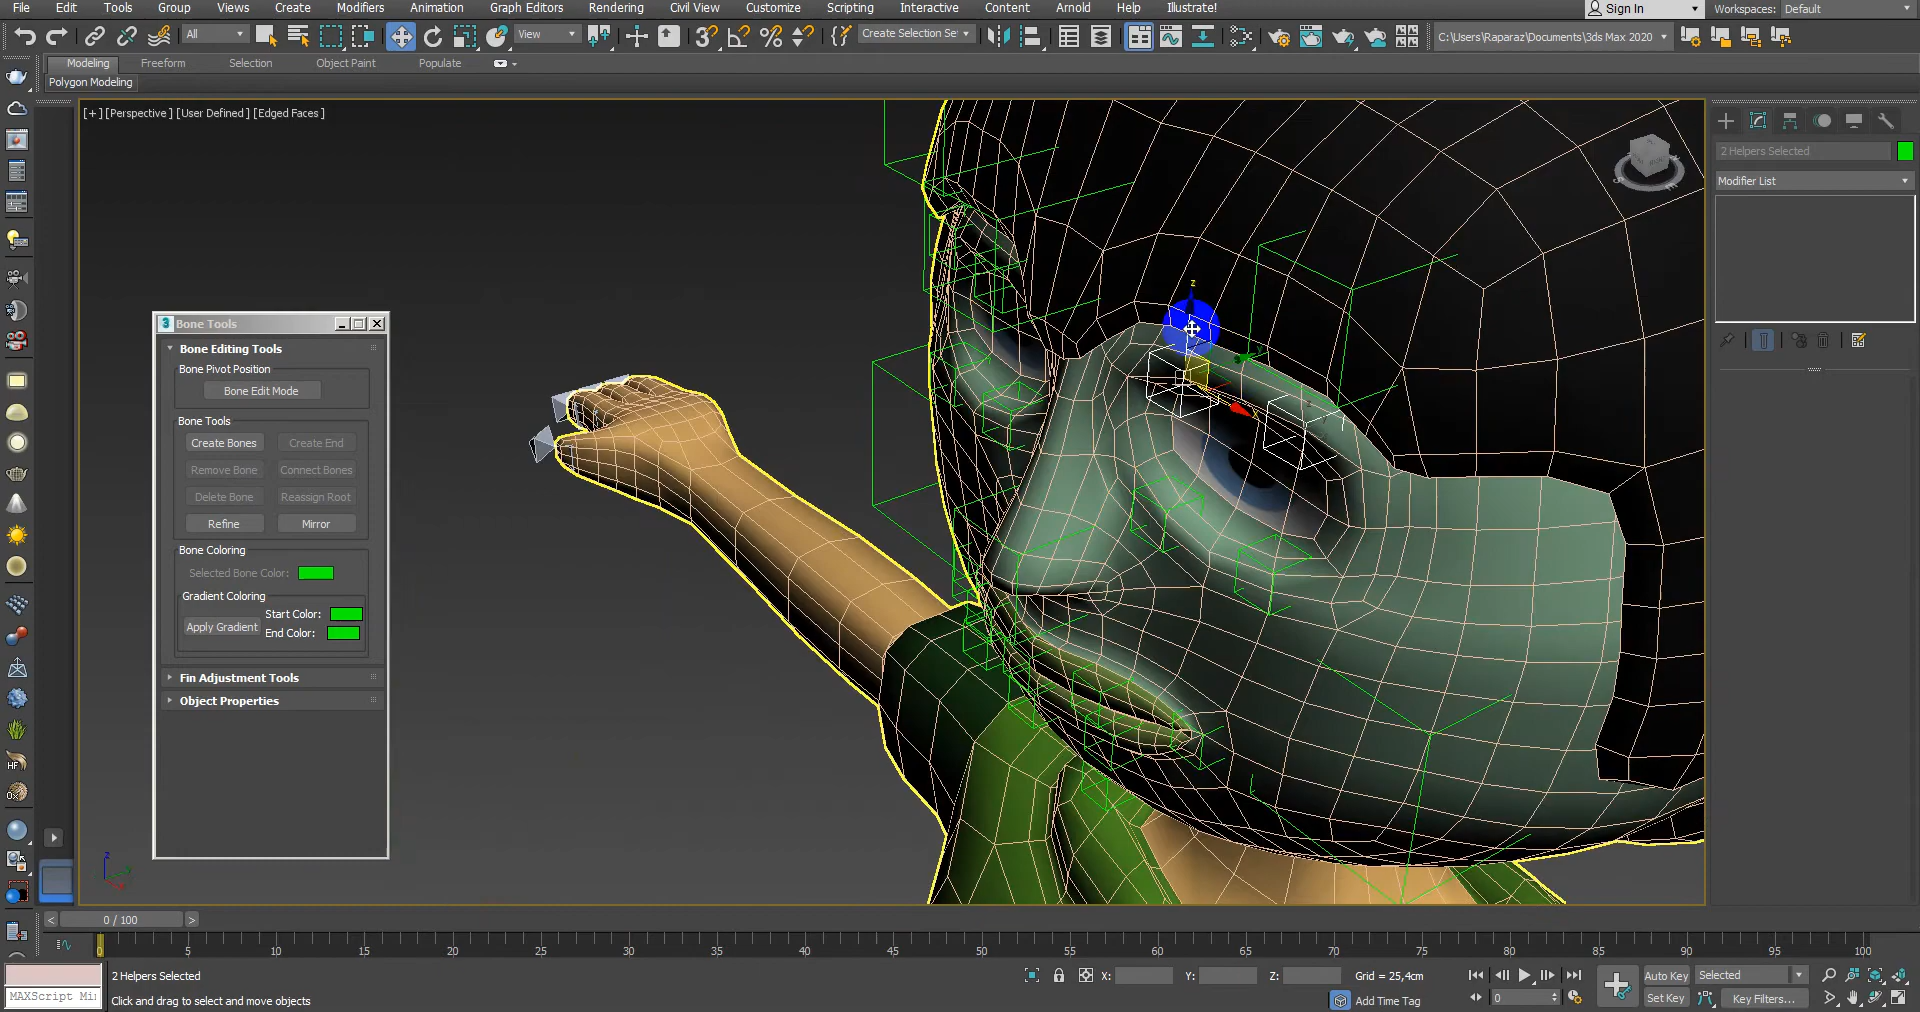 File Edit Tools Group Views Create Modifiers Animation Graph Editors Rendering Civil View Customize Scripting Interactive Content Arnold Help Illustrate! Sign In Workspaces: Default
All View Create Selection Se C:\Users\Raparaz\Documents\3ds Max 2020
Modeling Freeform Selection Object Paint Populate
Polygon Modeling
[+] [Perspective] [User Defined] [Edged Faces]
2 Helpers Selected
Modifier List
3 Bone Tools
Bone Editing Tools
Bone Pivot Position
Bone Edit Mode
Bone Tools
Create Bones Create End
Remove Bone Connect Bones
Delete Bone Reassign Root
Refine Mirror
Bone Coloring
Selected Bone Color:
Gradient Coloring
Start Color:
Apply Gradient End Color:
Fin Adjustment Tools
Object Properties
z
x
z
< 0 / 100 >
0 5 10 15 20 25 30 35 40 45 50 55 60 65 70 75 80 85 90 95 100
2 Helpers Selected X: Y: Z: Grid = 25,4cm Auto Key Selected
MAXScript Mi Click and drag to select and move objects Add Time Tag 0 Set Key Key Filters...